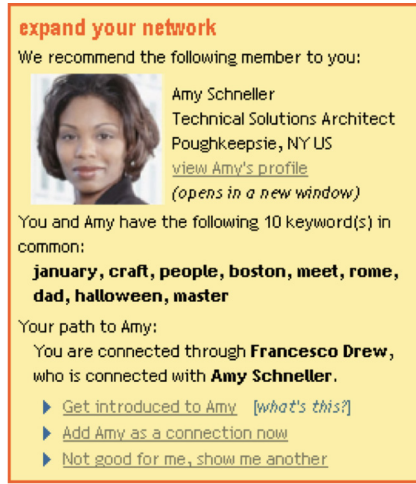 expand your network
We recommend the following member to you:
Amy Schneller
Technical Solutions Architect
Poughkeepsie, NY US
view Amy's profile
(opens in a new window)
You and Amy have the following 10 keyword(s) in
common:
january, craft, people, boston, meet, rome,
dad, halloween, master
Your path to Amy:
You are connected through Francesco Drew,
who is connected with Amy Schneller.
Get introduced to Amy [what's this?]
Add Amy as a connection now
Not good for me, show me another